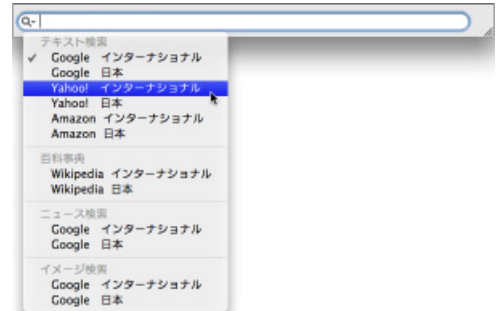 テキスト検索
✓ Google インターナショナル
Google 日本
Yahoo! インターナショナル
Yahoo! 日本
Amazon インターナショナル
Amazon 日本
百科事典
Wikipedia インターナショナル
Wikipedia 日本
ニュース検索
Google インターナショナル
Google 日本
イメージ検索
Google インターナショナル
Google 日本